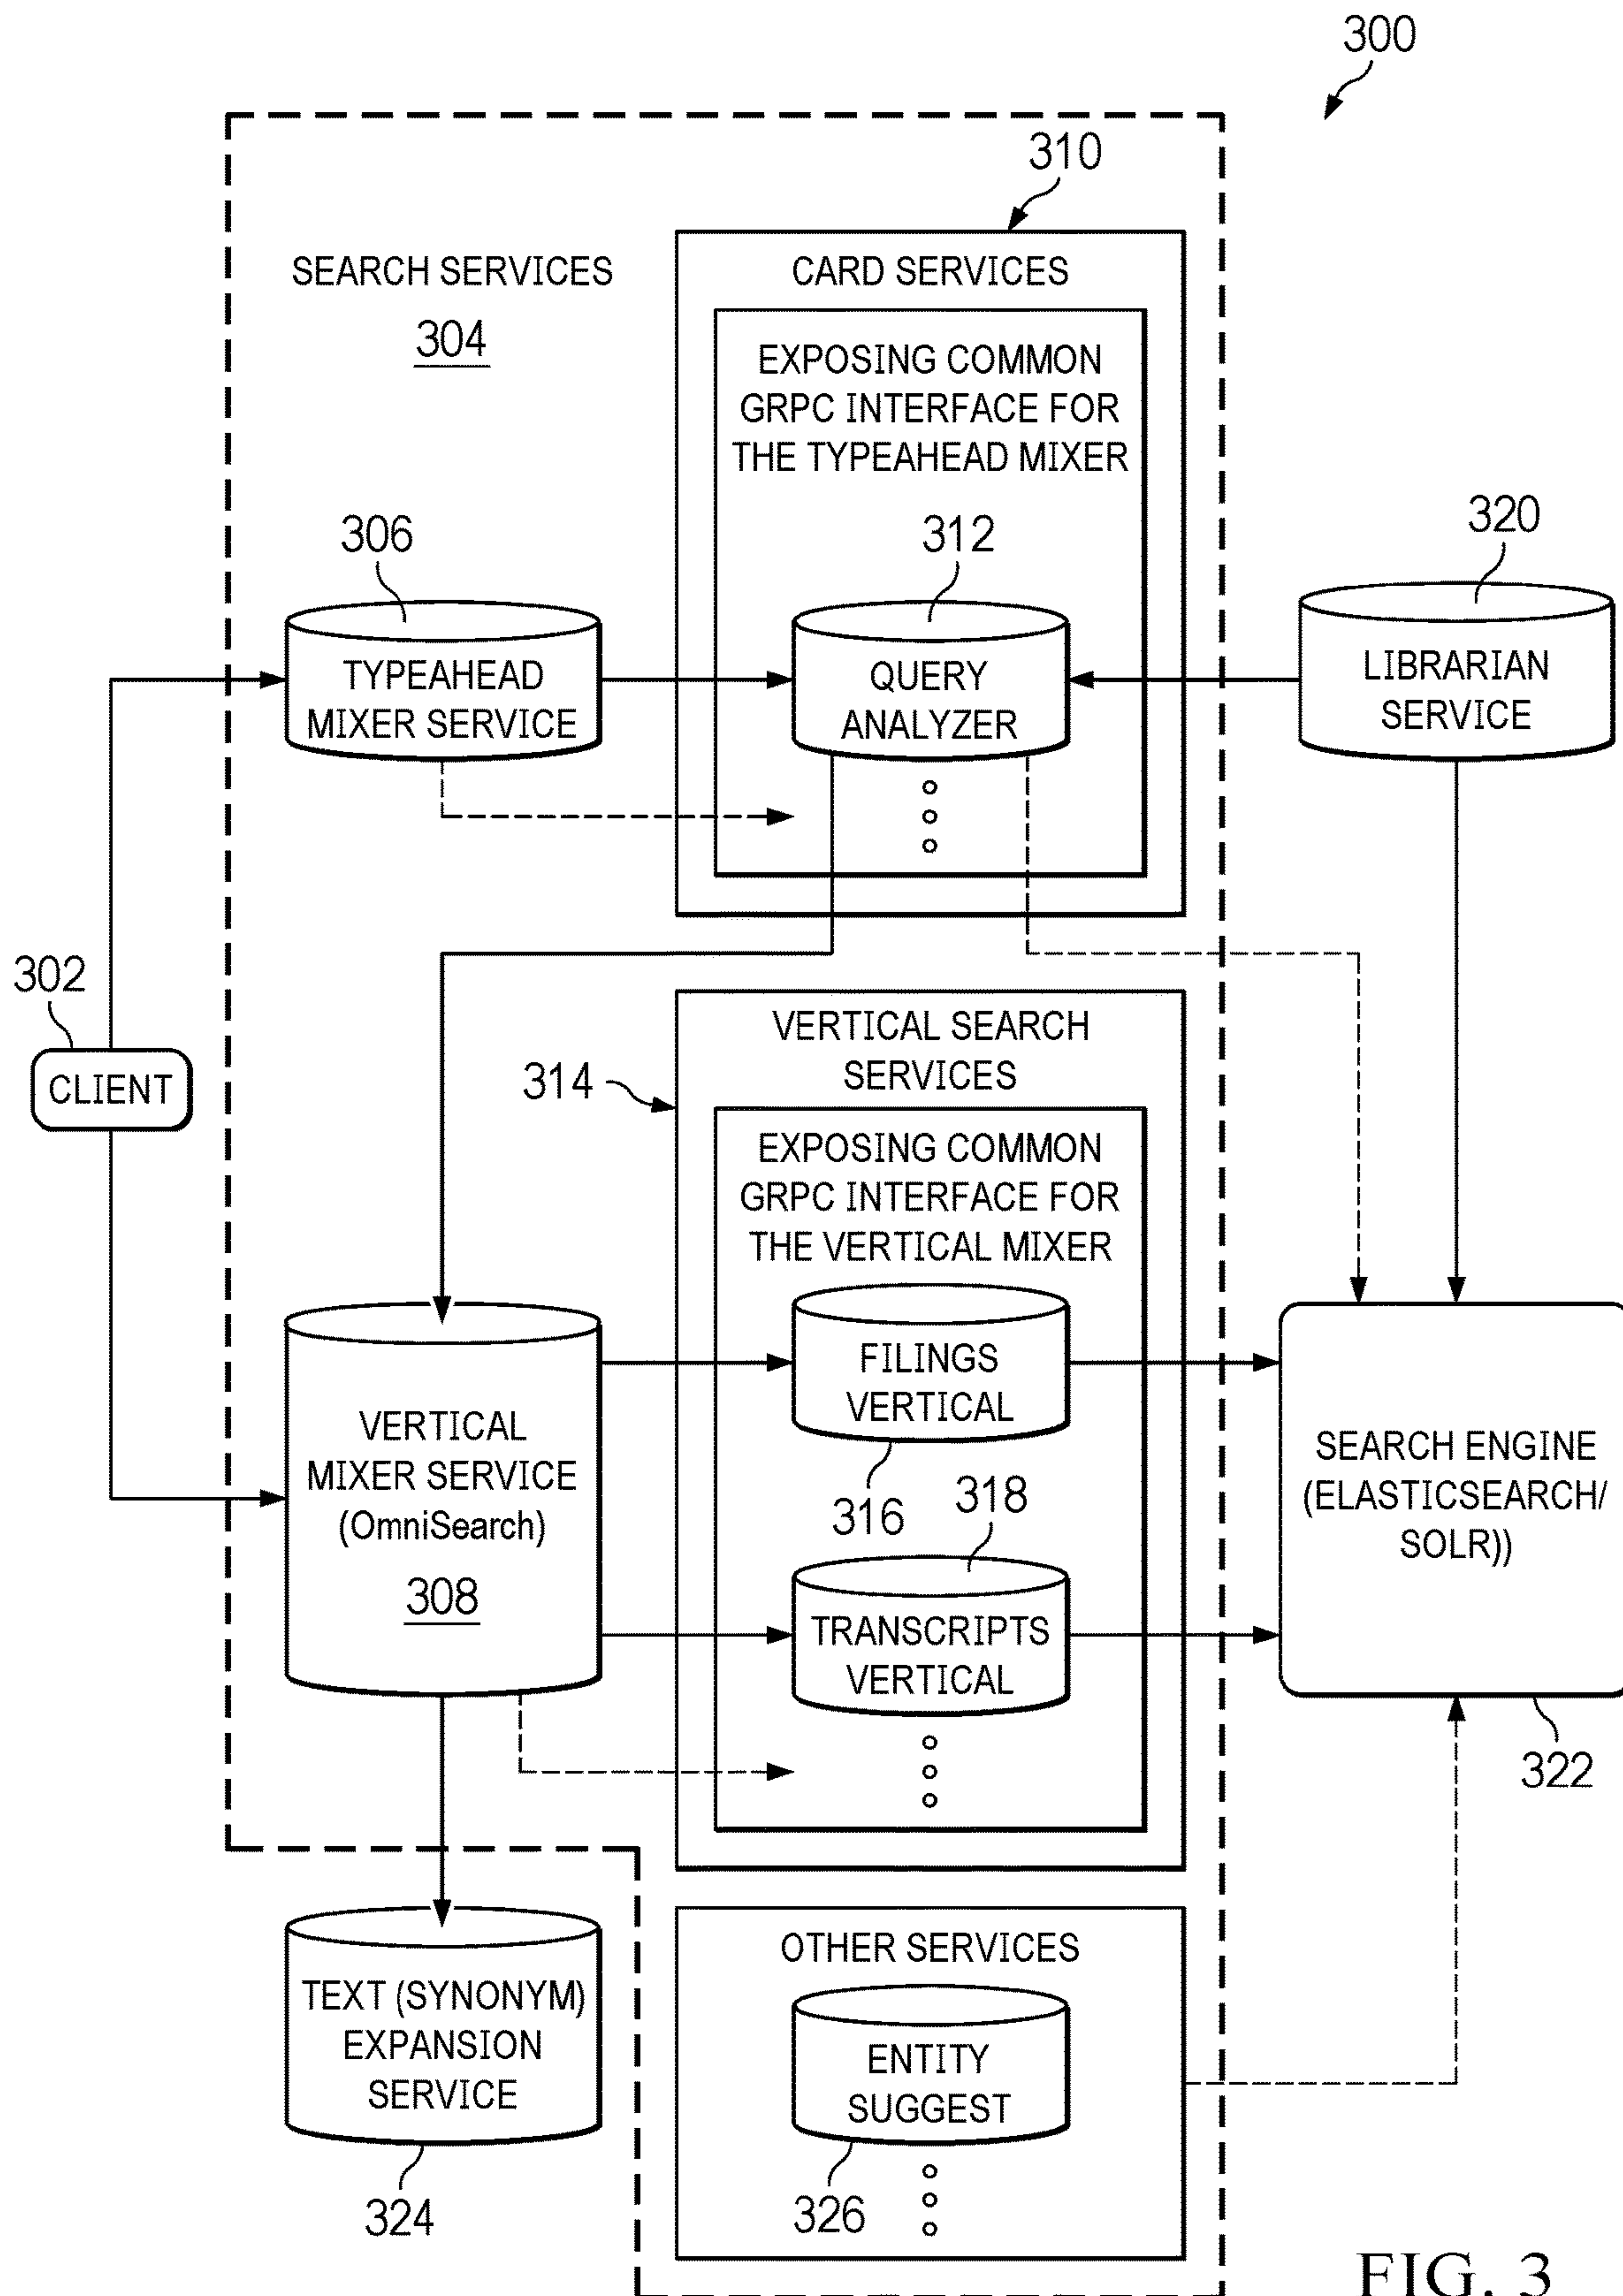 300
310
SEARCH SERVICES
304
CARD SERVICES
EXPOSING COMMON
GRPC INTERFACE FOR
THE TYPEAHEAD MIXER
306
312
320
TYPEAHEAD
MIXER SERVICE
QUERY
ANALYZER
LIBRARIAN
SERVICE
302
CLIENT
314
VERTICAL SEARCH
SERVICES
EXPOSING COMMON
GRPC INTERFACE FOR
THE VERTICAL MIXER
VERTICAL
MIXER SERVICE
(OmniSearch)
308
FILINGS
VERTICAL
316
318
TRANSCRIPTS
VERTICAL
SEARCH ENGINE
(ELASTICSEARCH/
SOLR))
322
TEXT (SYNONYM)
EXPANSION
SERVICE
324
OTHER SERVICES
ENTITY
SUGGEST
326
FIG. 3